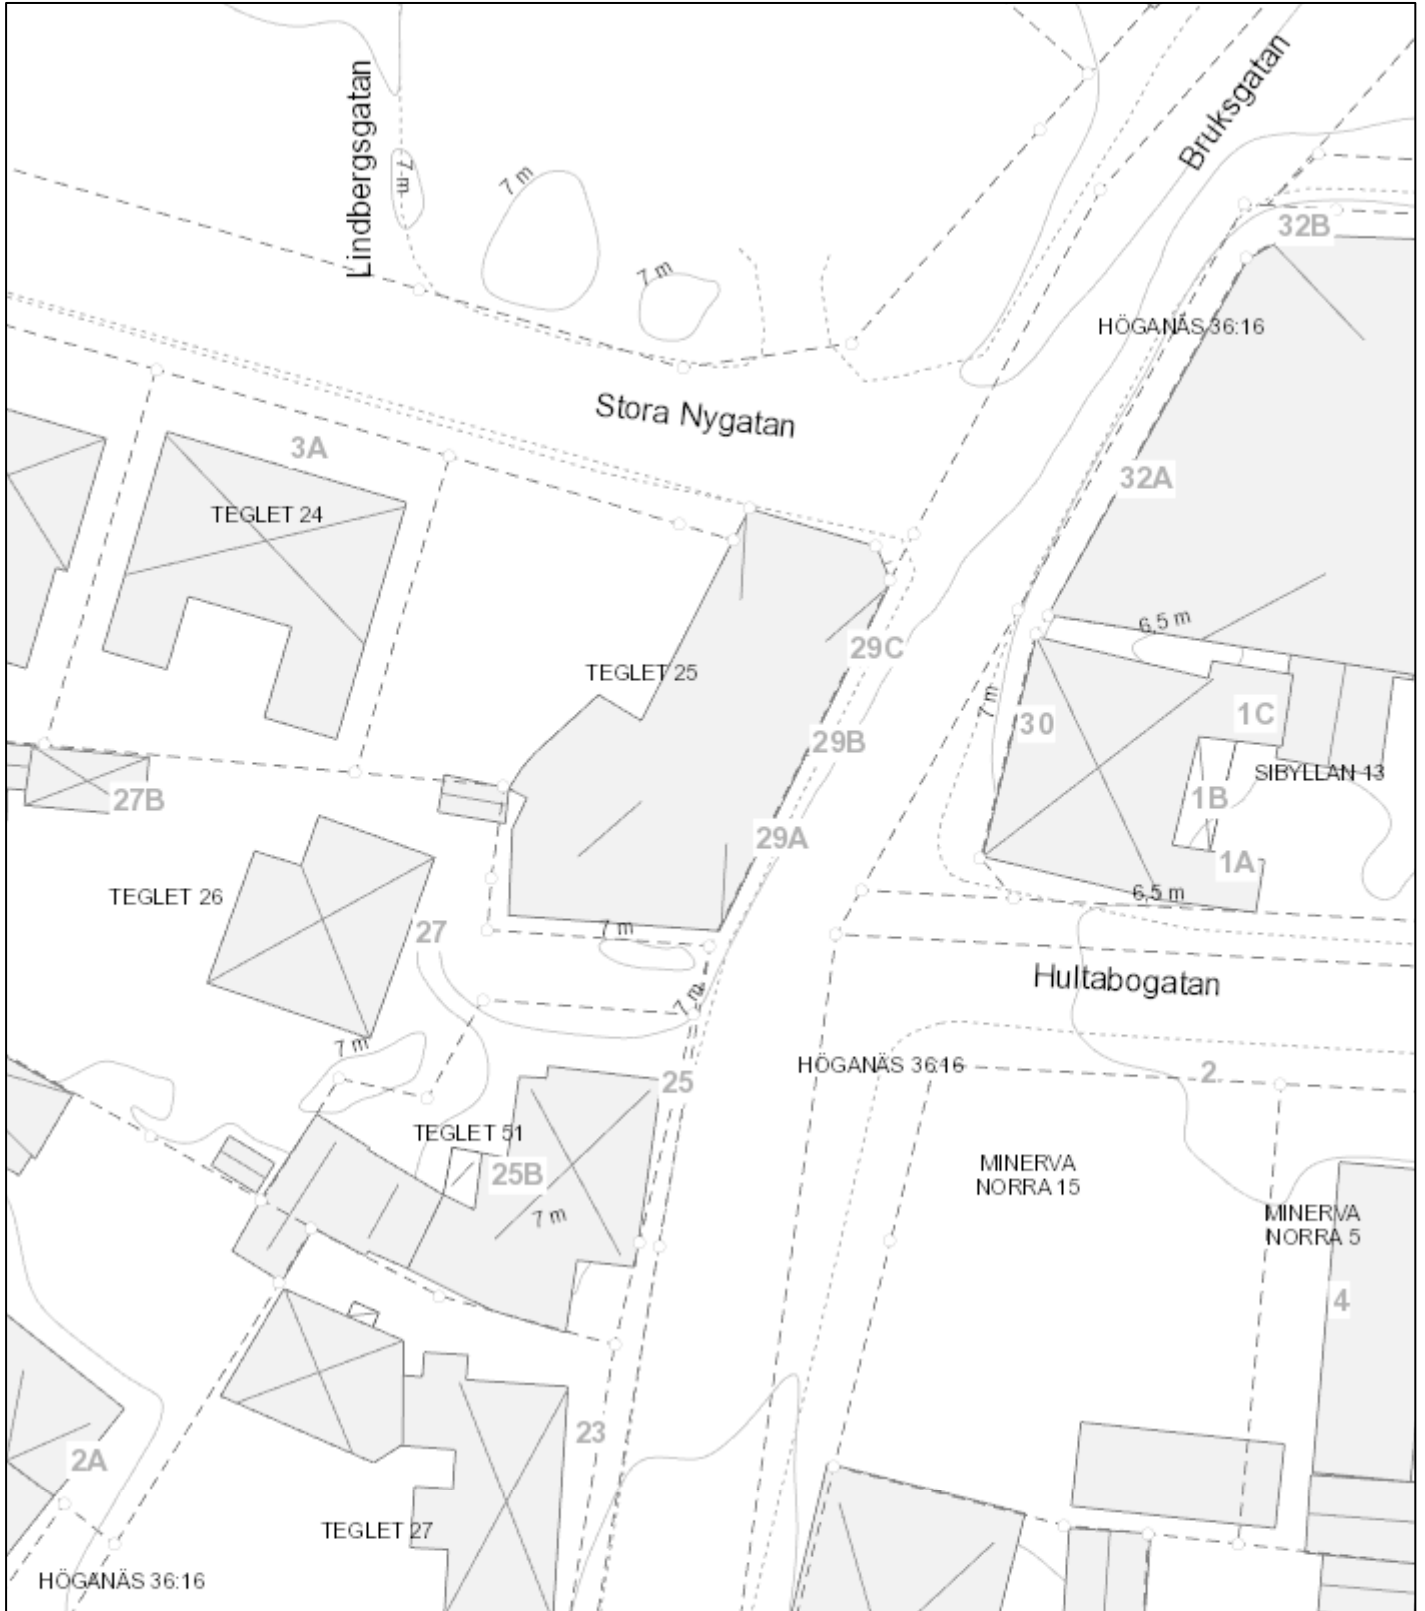 Lindbergsgatan
Bruksgatan
7 m
7 m
7 m
32B
HÖGANÄS 36:16
Stora Nygatan
3A
32A
TEGLET 24
6,5 m
29C
TEGLET 25
7 m
30
1C
29B
SIBYLLAN 13
27B
1B
29A
1A
TEGLET 26
6,5 m
27
7 m
Hultabogatan
7 m
7 m
HÖGANÄS 36:16
2
25
TEGLET 51
25B
MINERVA
NORRA 15
7 m
MINERVA
NORRA 5
4
23
2A
TEGLET 27
HÖGANÄS 36:16